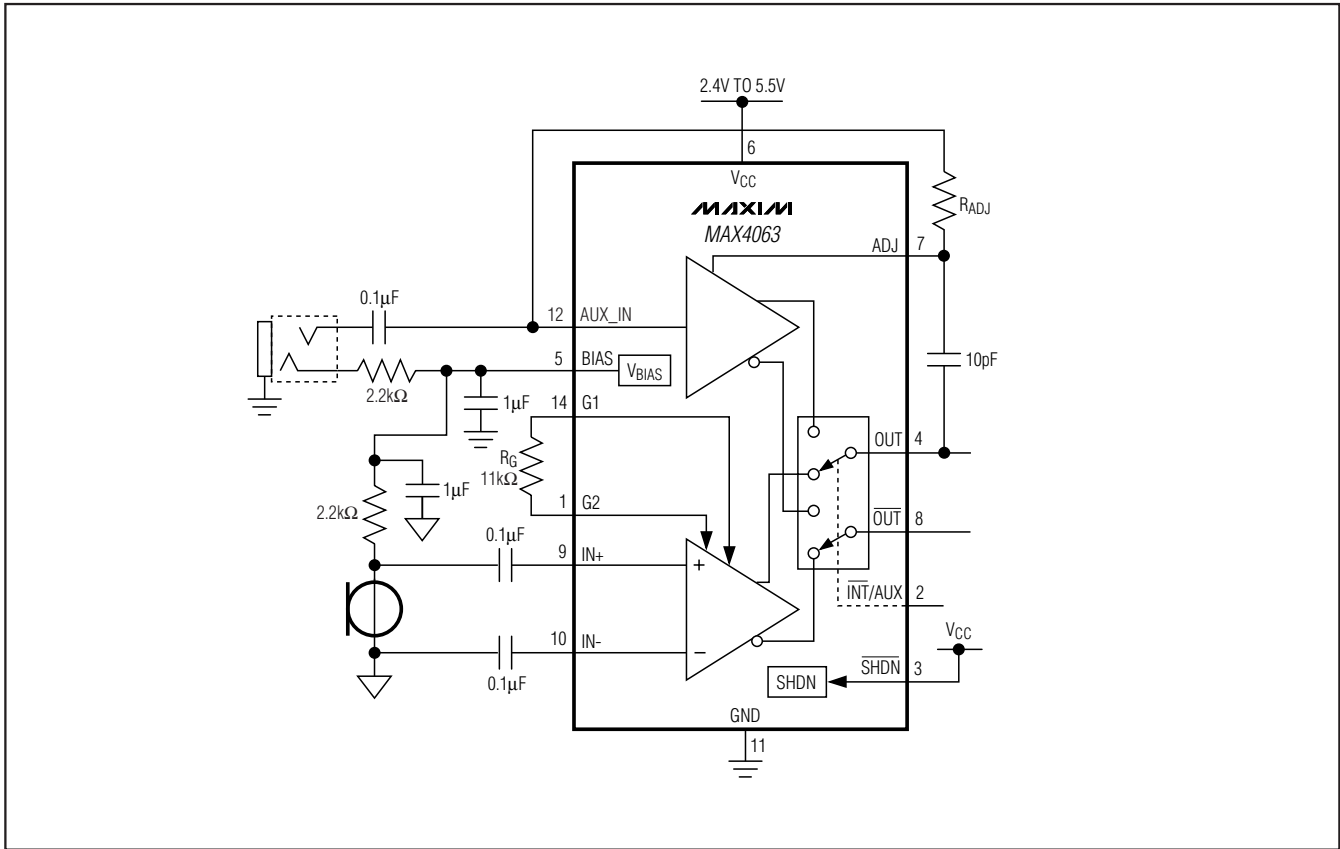 2.4V TO 5.5V
6
VCC
MAXIM
MAX4063
RADJ
ADJ 7
0.1µF
12 AUX_IN
5 BIAS
VBIAS
10pF
2.2kΩ
1µF
14 G1
OUT 4
RG
11kΩ
1µF
1 G2
2.2kΩ
OUT 8
0.1µF
9 IN+
+
INT/AUX 2
10 IN-
−
VCC
SHDN 3
0.1µF
SHDN
GND
11